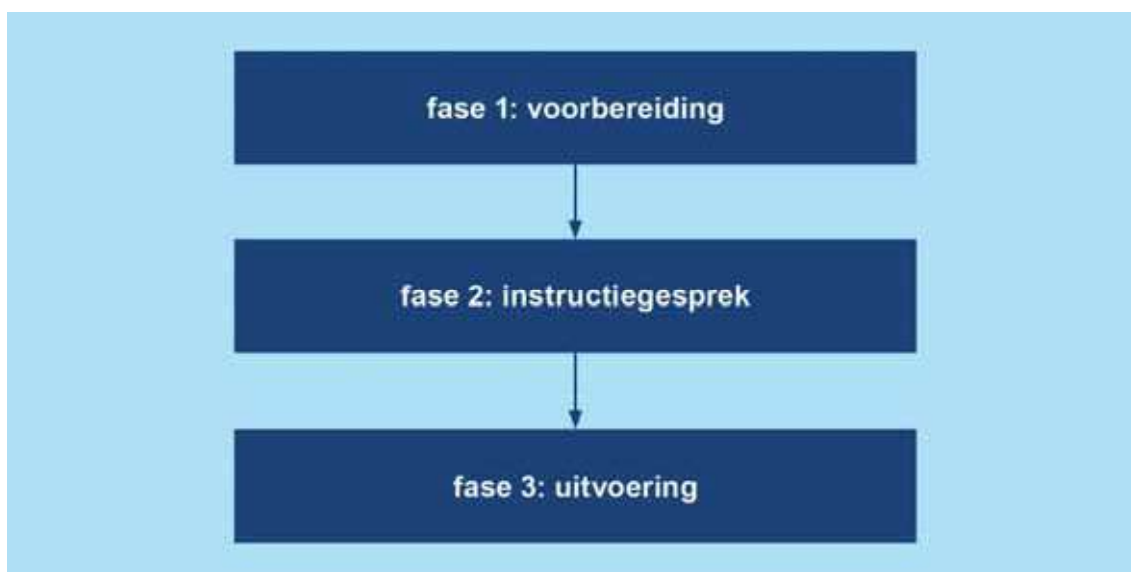 fase 1: voorbereiding
fase 2: instructiegesprek
fase 3: uitvoering